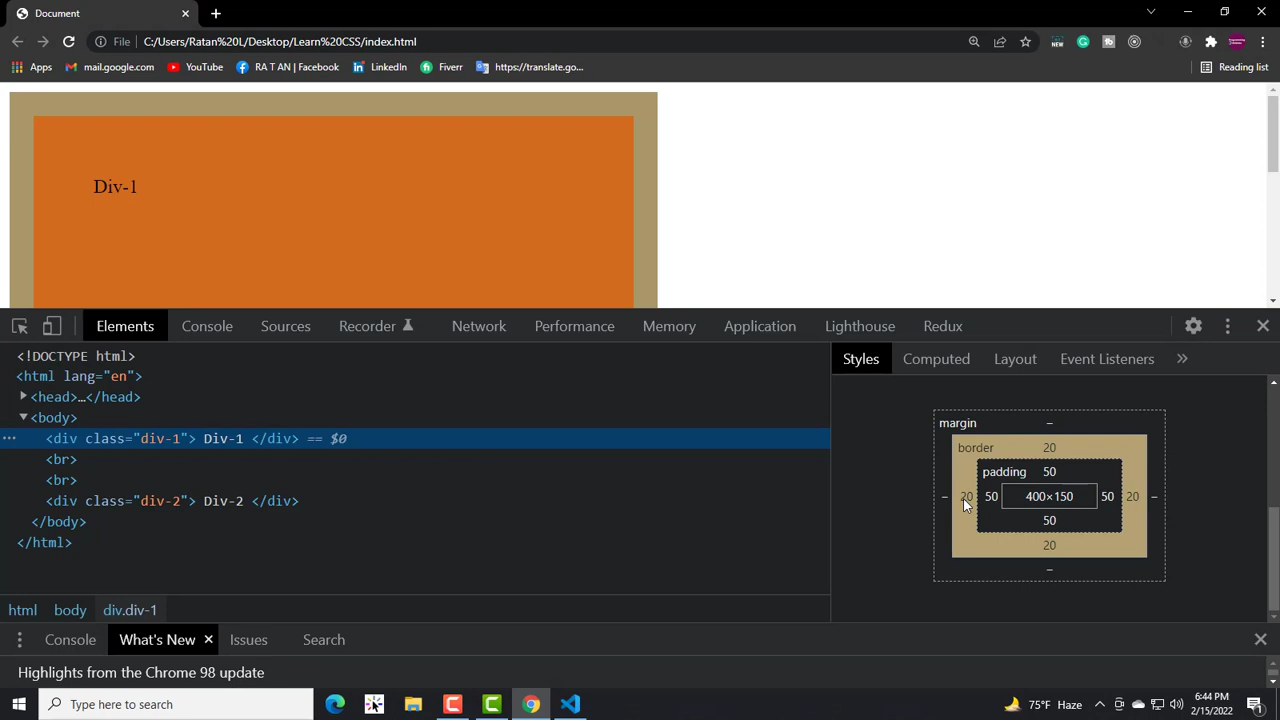 Document
File C:/Users/Ratan%20L/Desktop/Learn%20CSS/index.html
NEW
Apps mail.google.com YouTube RA T AN | Facebook LinkedIn Fiverr https://translate.go... Reading list
Div-1
Elements Console Sources Recorder Network Performance Memory Application Lighthouse Redux
<!DOCTYPE html>
<html lang="en">
<head>…</head>
<body>
<div class="div-1"> Div-1 </div> == $0
<br>
<br>
<div class="div-2"> Div-2 </div>
</body>
</html>
Styles Computed Layout Event Listeners »
margin –
border 20
padding 50
– 20 50 400×150 50 20 –
50
20
–
html body div.div-1
Console What's New Issues Search
Highlights from the Chrome 98 update
Type here to search
75°F Haze
6:44 PM
2/15/2022
1